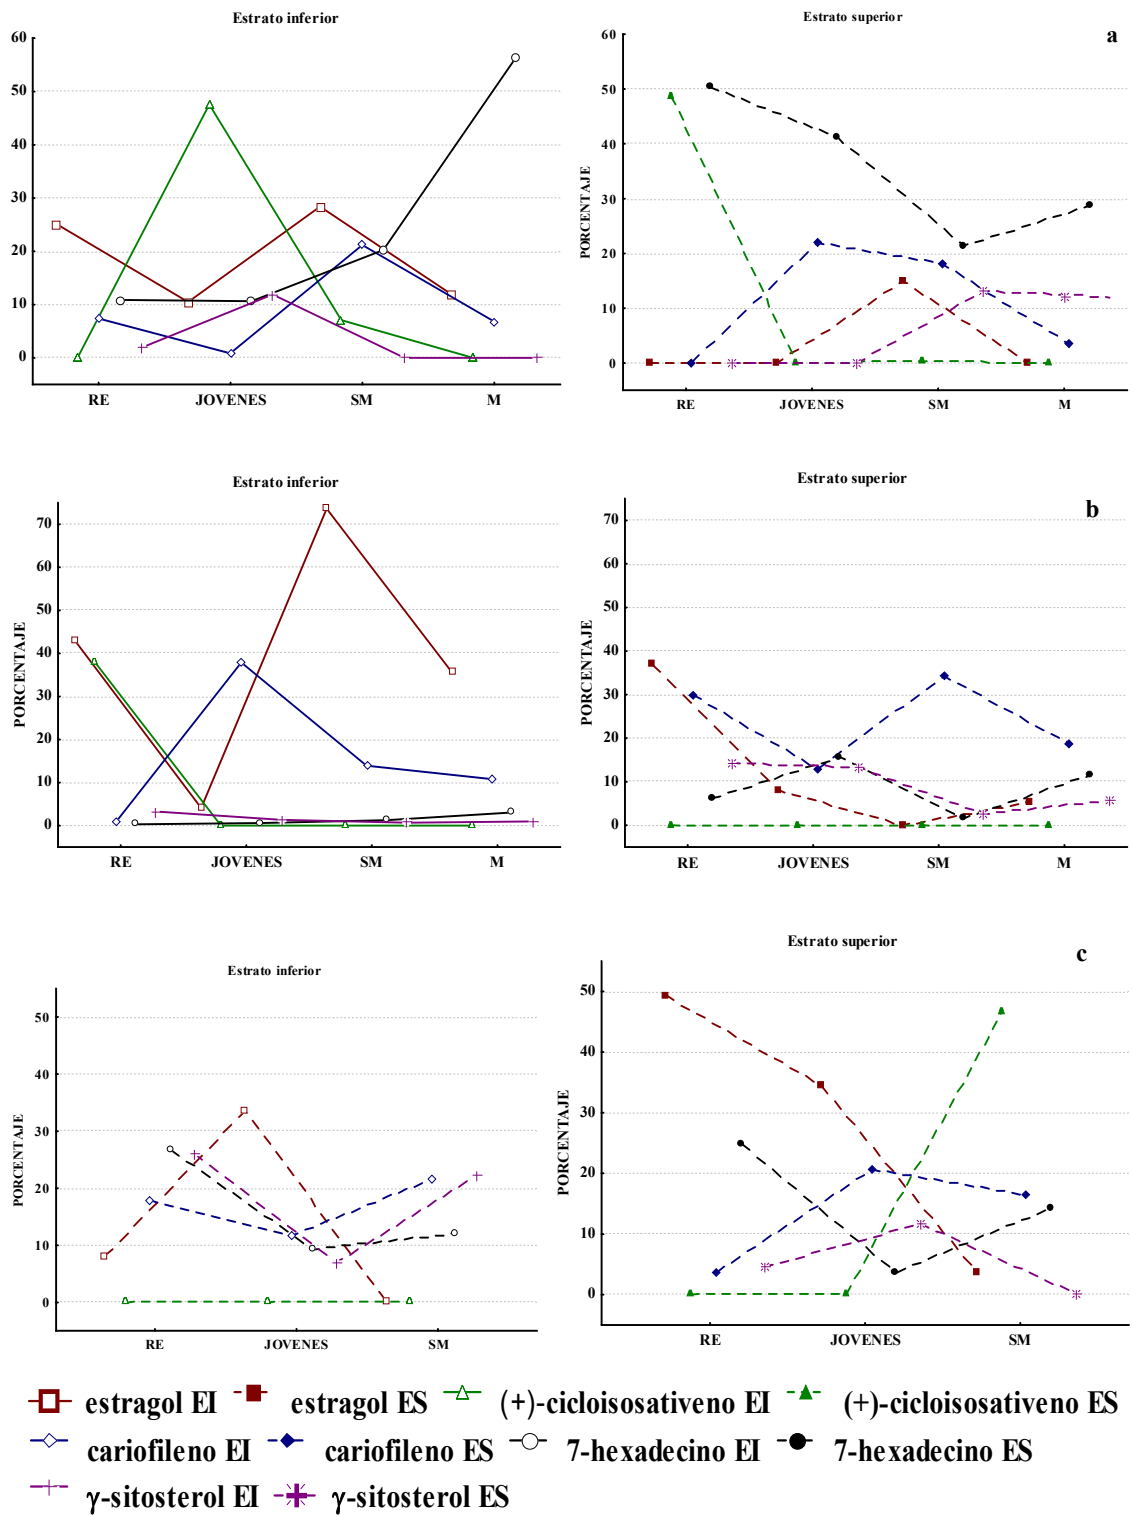 Estrato inferior
60
50
40
30
20
10
0
RE JOVENES SM M
Estrato superior
a
PORCENTAJE
60
50
40
30
20
10
0
RE JOVENES SM M
Estrato inferior
PORCENTAJE
70
60
50
40
30
20
10
0
RE JOVENES SM M
Estrato superior
b
PORCENTAJE
70
60
50
40
30
20
10
0
RE JOVENES SM M
Estrato inferior
PORCENTAJE
50
40
30
20
10
0
RE JOVENES SM
Estrato superior
c
PORCENTAJE
50
40
30
20
10
0
RE JOVENES SM
estragol EI estragol ES (+)-cicloisosativeno EI (+)-cicloisosativeno ES
cariofileno EI cariofileno ES 7-hexadecino EI 7-hexadecino ES
γ-sitosterol EI γ-sitosterol ES